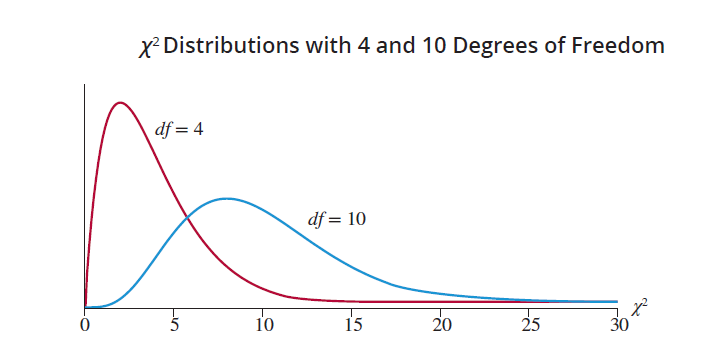 χ² Distributions with 4 and 10 Degrees of Freedom
df = 4
df = 10
0 5 10 15 20 25 30 χ²